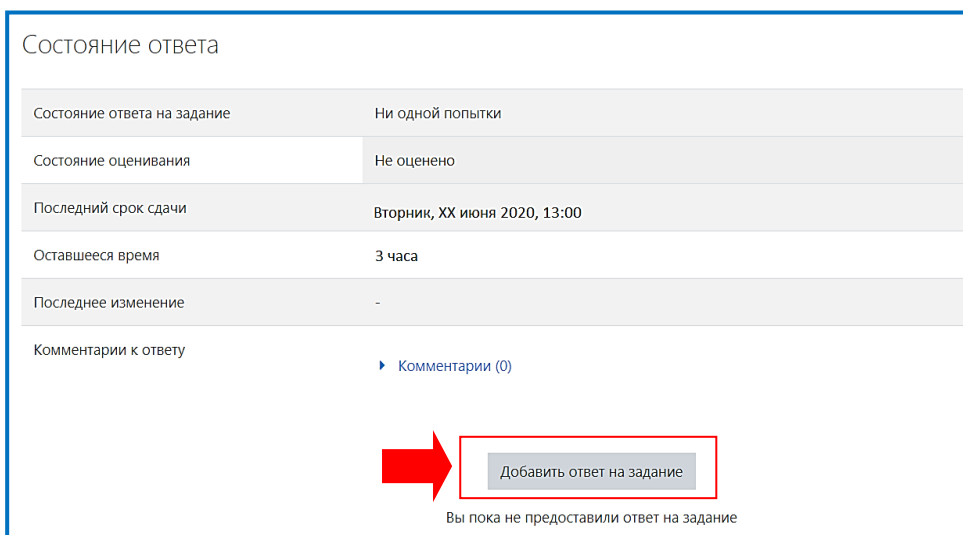 Состояние ответа
Состояние ответа на задание Ни одной попытки
Состояние оценивания Не оценено
Последний срок сдачи Вторник, XX июня 2020, 13:00
Оставшееся время 3 часа
Последнее изменение -
Комментарии к ответу
Комментарии (0)
Добавить ответ на задание
Вы пока не предоставили ответ на задание